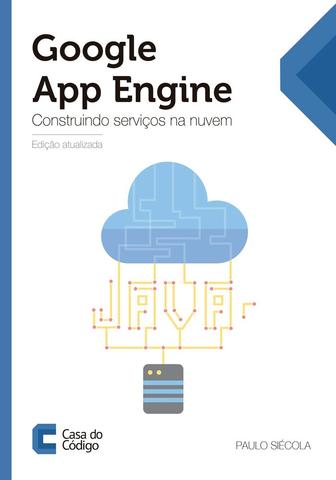 Google
App Engine
Construindo serviços na nuvem
Edição atualizada
JAVA
Casa do
Código
PAULO SIÉCOLA